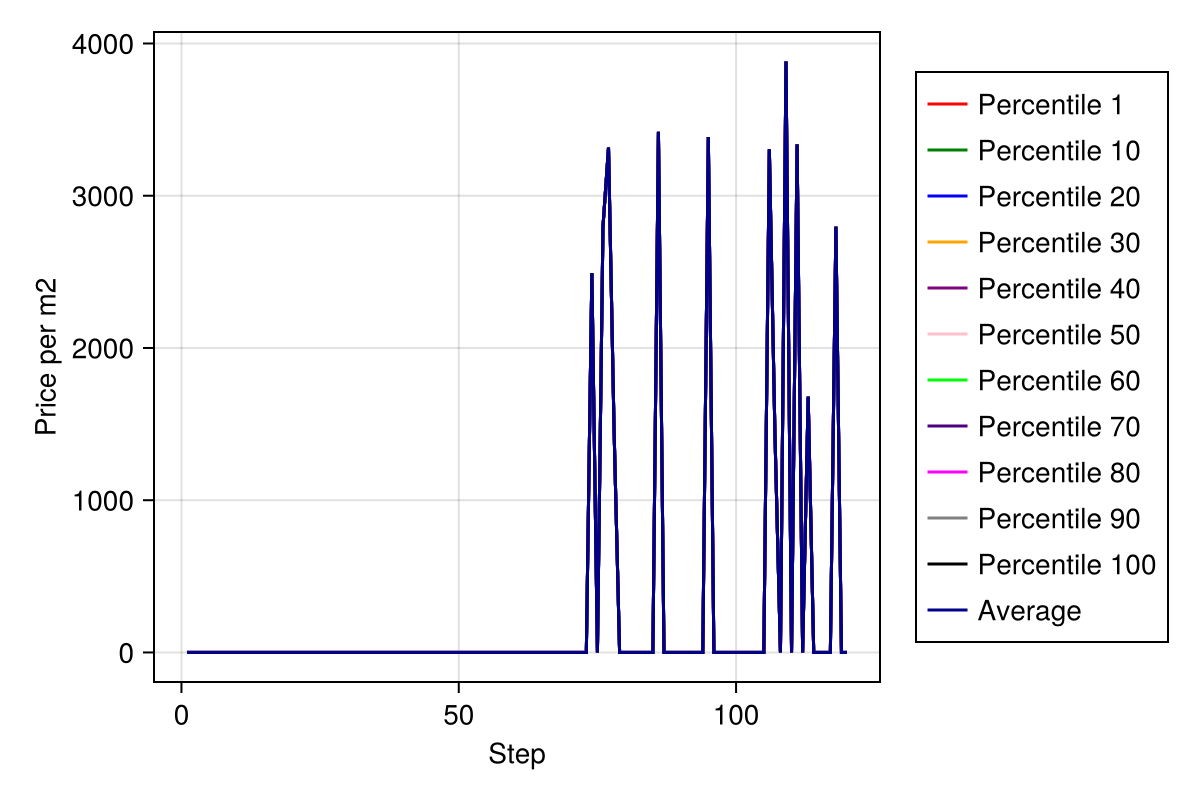 4000
3000
2000
1000
0
Price per m2
0 50 100
Step
Percentile 1
Percentile 10
Percentile 20
Percentile 30
Percentile 40
Percentile 50
Percentile 60
Percentile 70
Percentile 80
Percentile 90
Percentile 100
Average